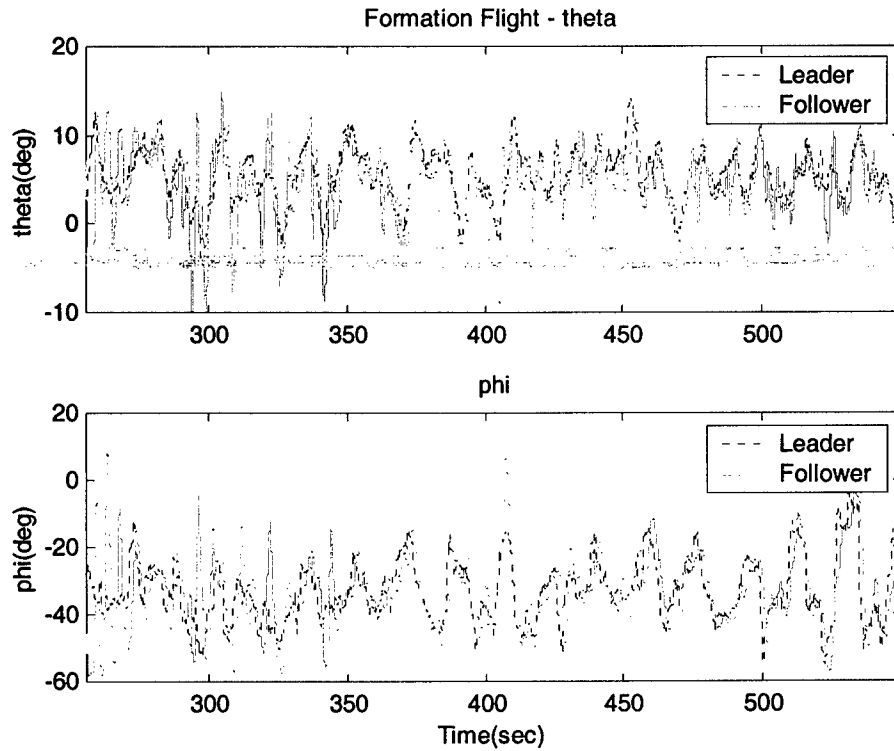 Formation Flight - theta
20
10
0
-10
theta(deg)
Leader
Follower
300
350
400
450
500
phi
20
0
-20
-40
-60
phi(deg)
Leader
Follower
300
350
400
450
500
Time(sec)